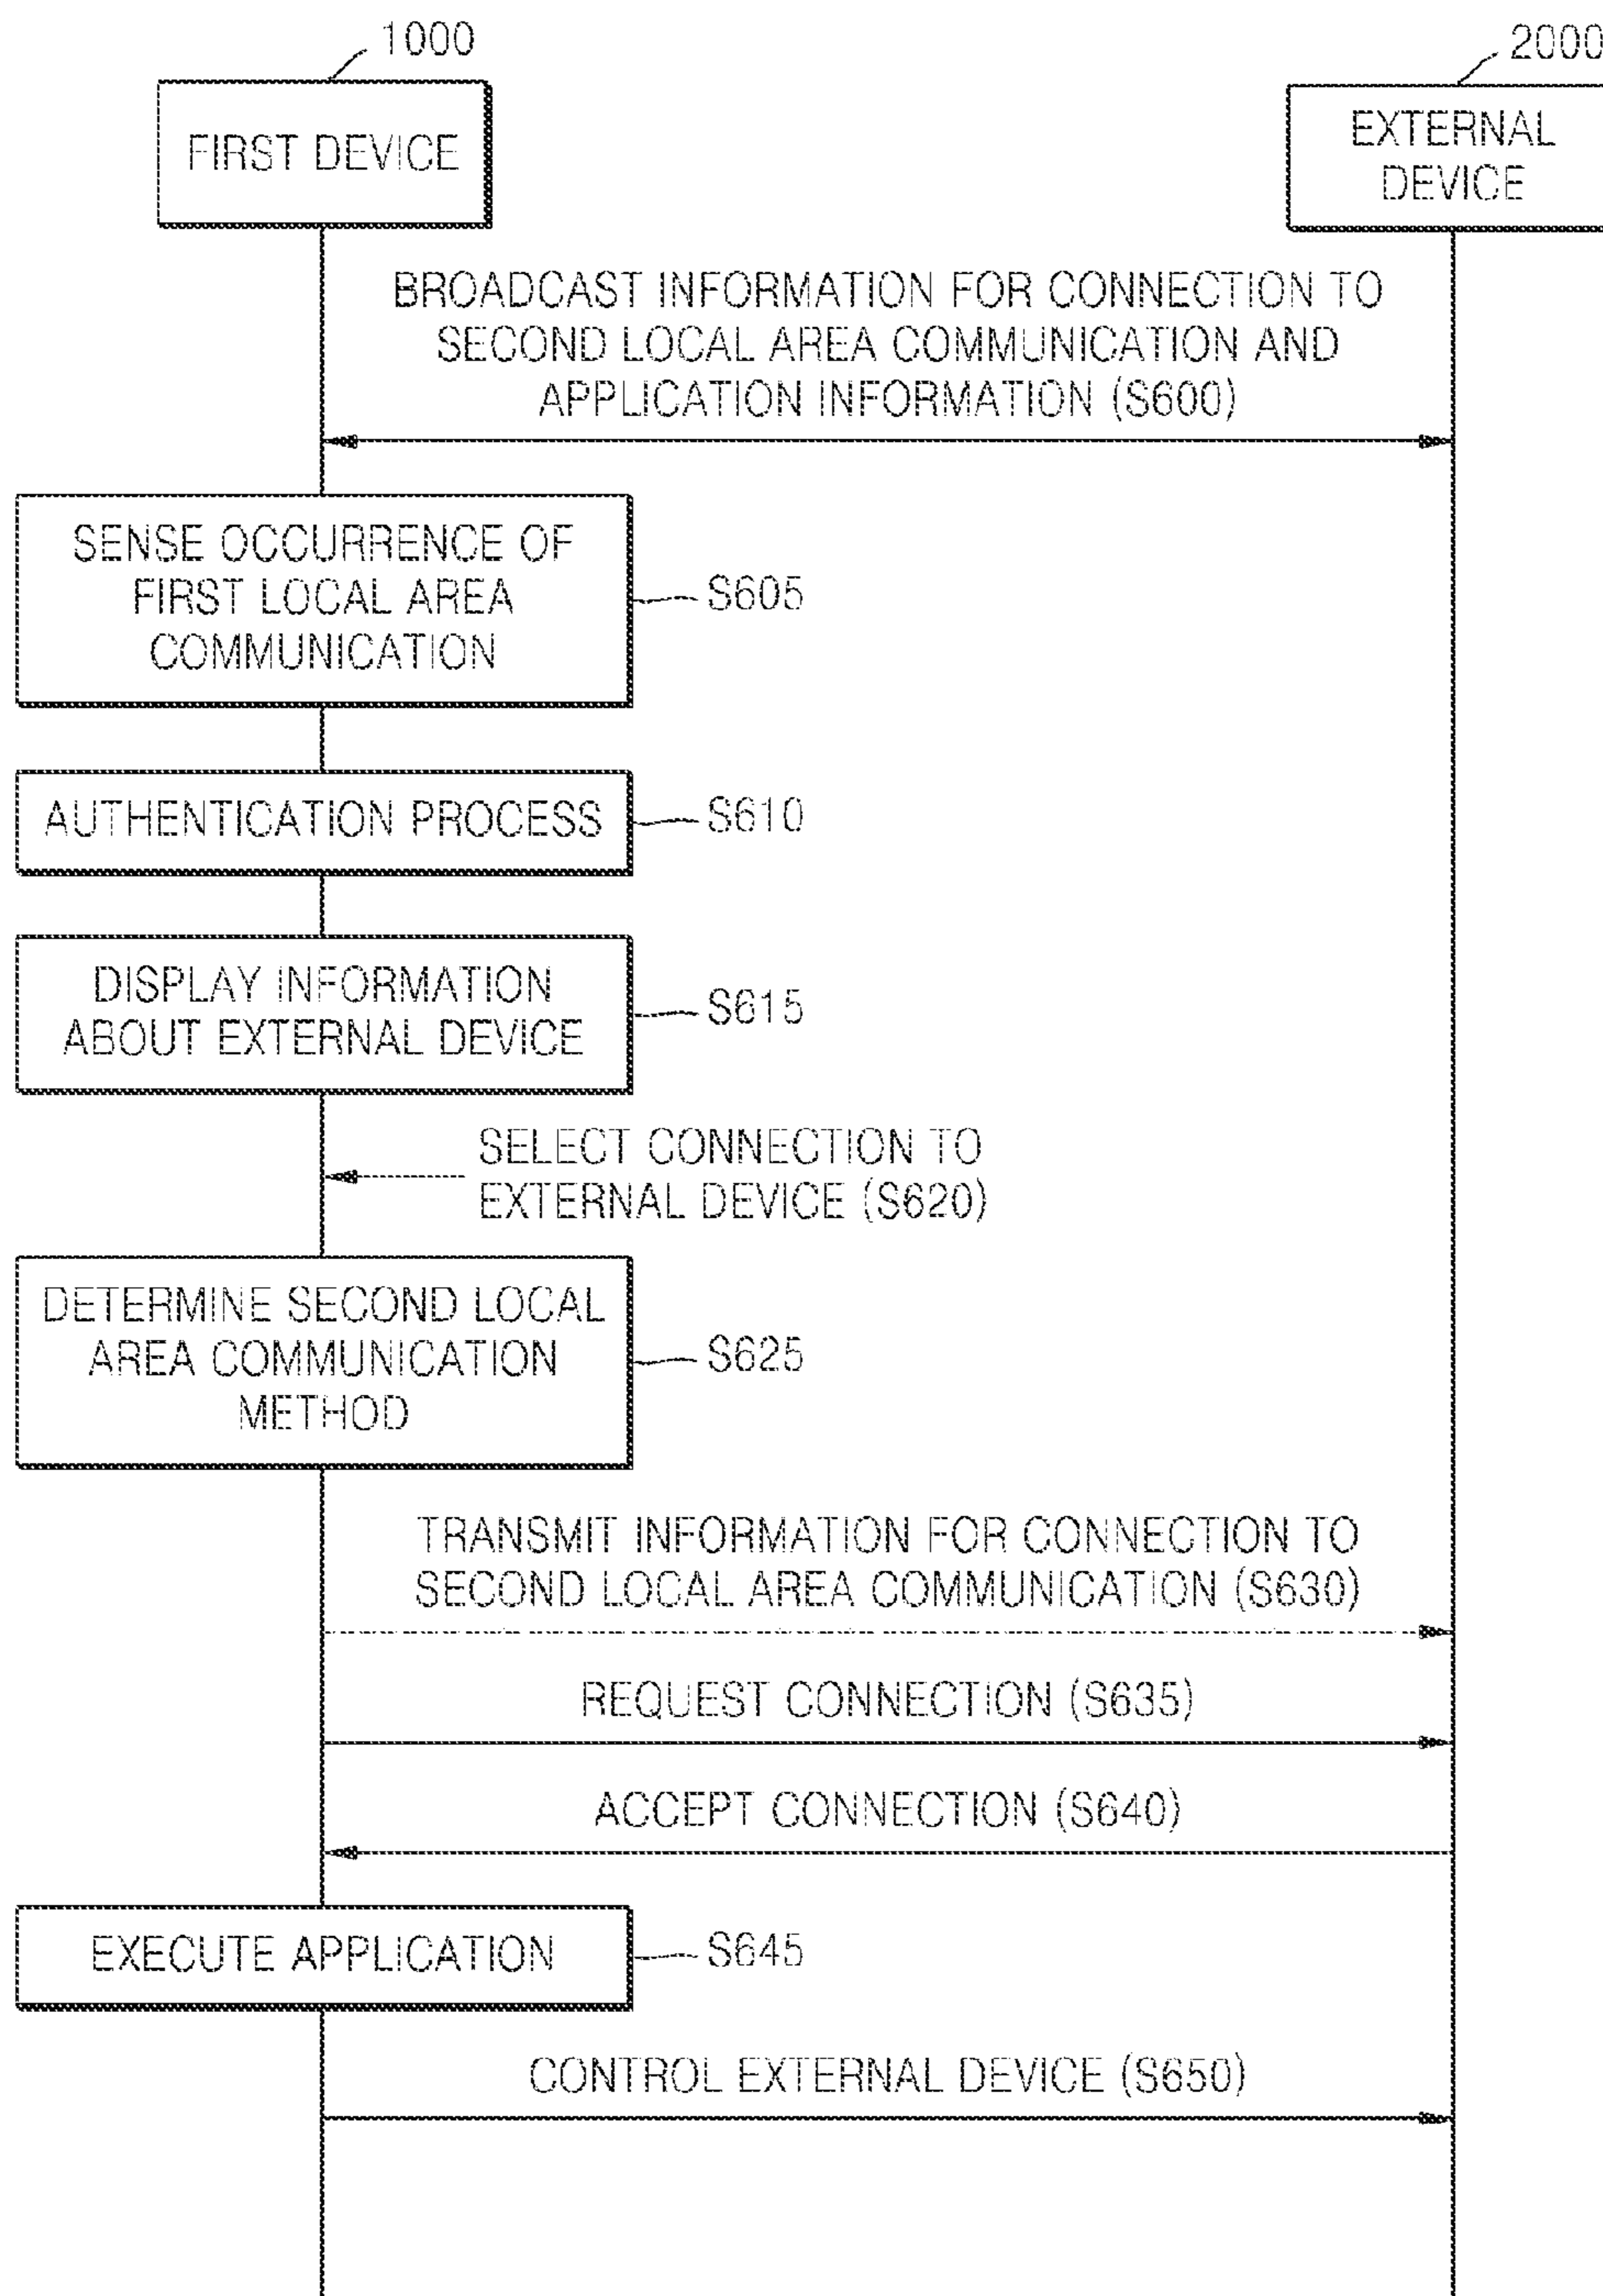 1000
2000
FIRST DEVICE
EXTERNAL
DEVICE
BROADCAST INFORMATION FOR CONNECTION TO
SECOND LOCAL AREA COMMUNICATION AND
APPLICATION INFORMATION (S600)
SENSE OCCURRENCE OF
FIRST LOCAL AREA
COMMUNICATION
S605
AUTHENTICATION PROCESS
S610
DISPLAY INFORMATION
ABOUT EXTERNAL DEVICE
S615
SELECT CONNECTION TO
EXTERNAL DEVICE (S620)
DETERMINE SECOND LOCAL
AREA COMMUNICATION
METHOD
S625
TRANSMIT INFORMATION FOR CONNECTION TO
SECOND LOCAL AREA COMMUNICATION (S630)
REQUEST CONNECTION (S635)
ACCEPT CONNECTION (S640)
EXECUTE APPLICATION
S645
CONTROL EXTERNAL DEVICE (S650)